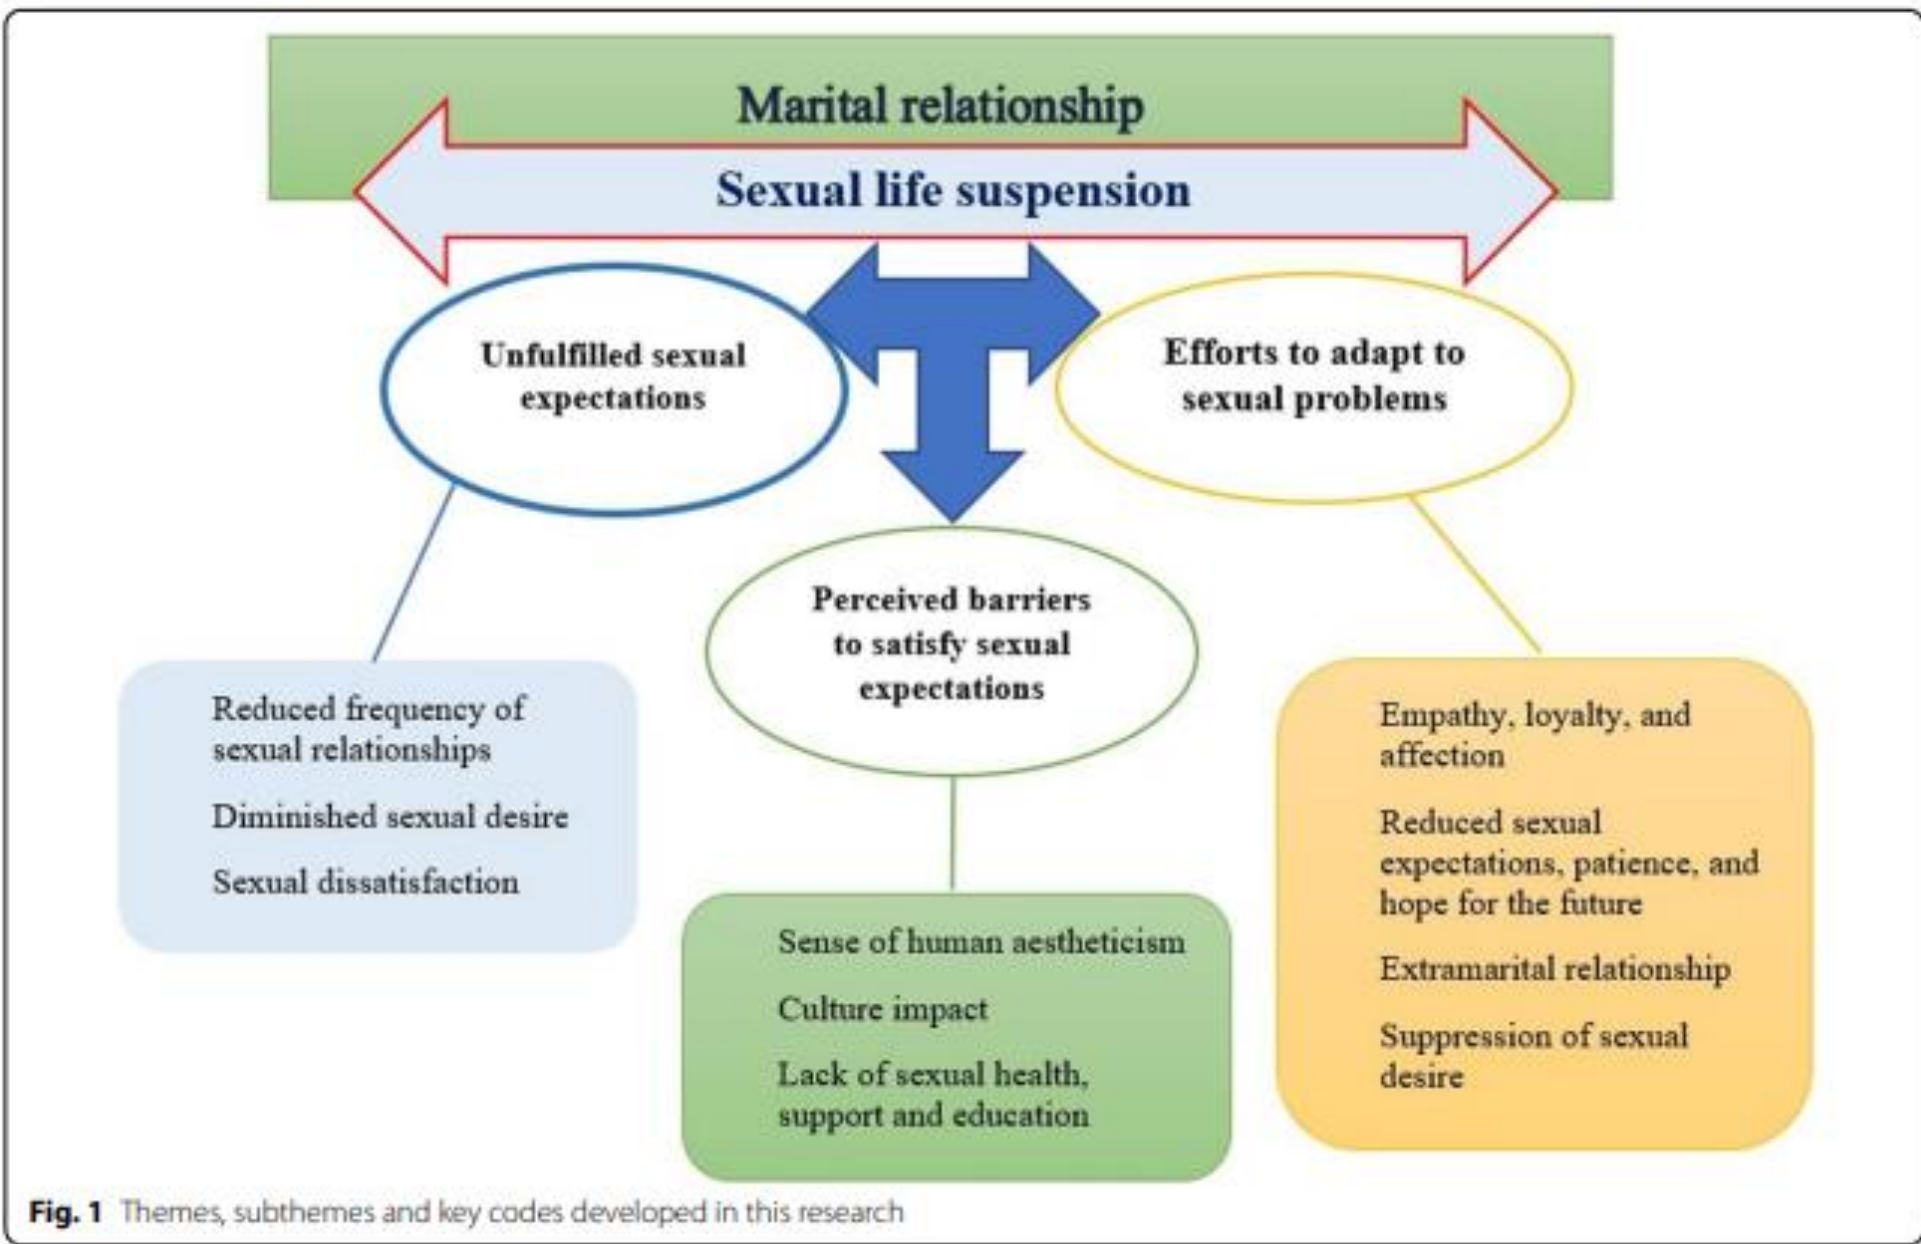 Marital relationship
Sexual life suspension
Unfulfilled sexual
expectations
Efforts to adapt to
sexual problems
Perceived barriers
to satisfy sexual
expectations
Reduced frequency of
sexual relationships
Diminished sexual desire
Sexual dissatisfaction
Sense of human aestheticism
Culture impact
Lack of sexual health,
support and education
Empathy, loyalty, and
affection
Reduced sexual
expectations, patience, and
hope for the future
Extramarital relationship
Suppression of sexual
desire
Fig. 1 Themes, subthemes and key codes developed in this research